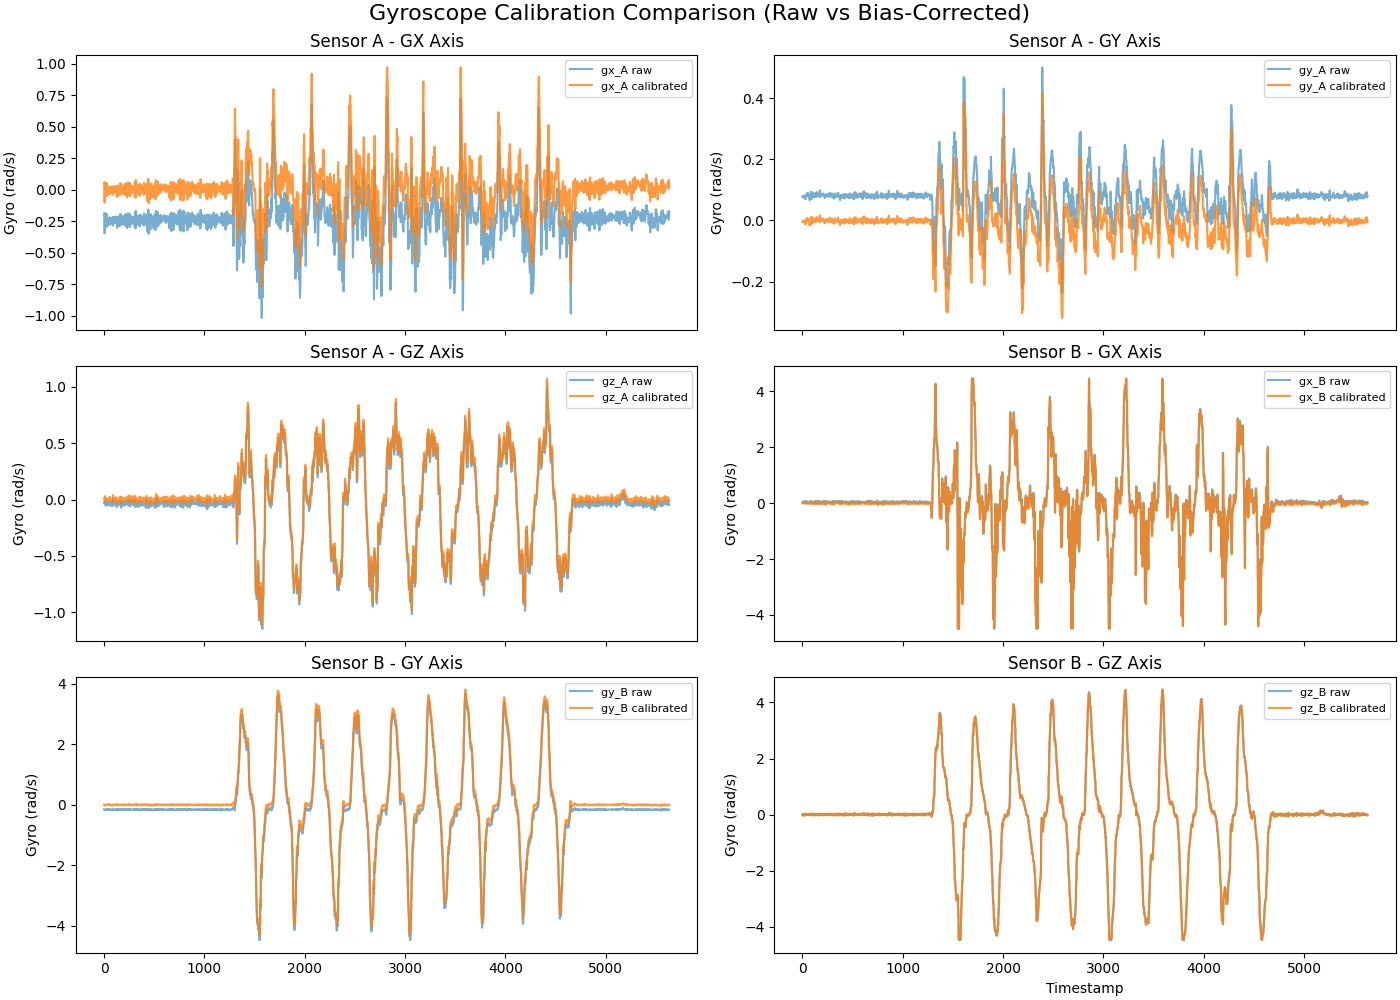 Gyroscope Calibration Comparison (Raw vs Bias-Corrected)
Sensor A - GX Axis
Gyro (rad/s)
1.00
0.75
0.50
0.25
0.00
−0.25
−0.50
−0.75
−1.00
gx_A raw
gx_A calibrated
Sensor A - GY Axis
Gyro (rad/s)
0.4
0.2
0.0
−0.2
gy_A raw
gy_A calibrated
Sensor A - GZ Axis
Gyro (rad/s)
1.0
0.5
0.0
−0.5
−1.0
gz_A raw
gz_A calibrated
Sensor B - GX Axis
Gyro (rad/s)
4
2
0
−2
−4
gx_B raw
gx_B calibrated
Sensor B - GY Axis
Gyro (rad/s)
4
2
0
−2
−4
gy_B raw
gy_B calibrated
0 1000 2000 3000 4000 5000
Sensor B - GZ Axis
Gyro (rad/s)
4
2
0
−2
−4
gz_B raw
gz_B calibrated
0 1000 2000 3000 4000 5000
Timestamp